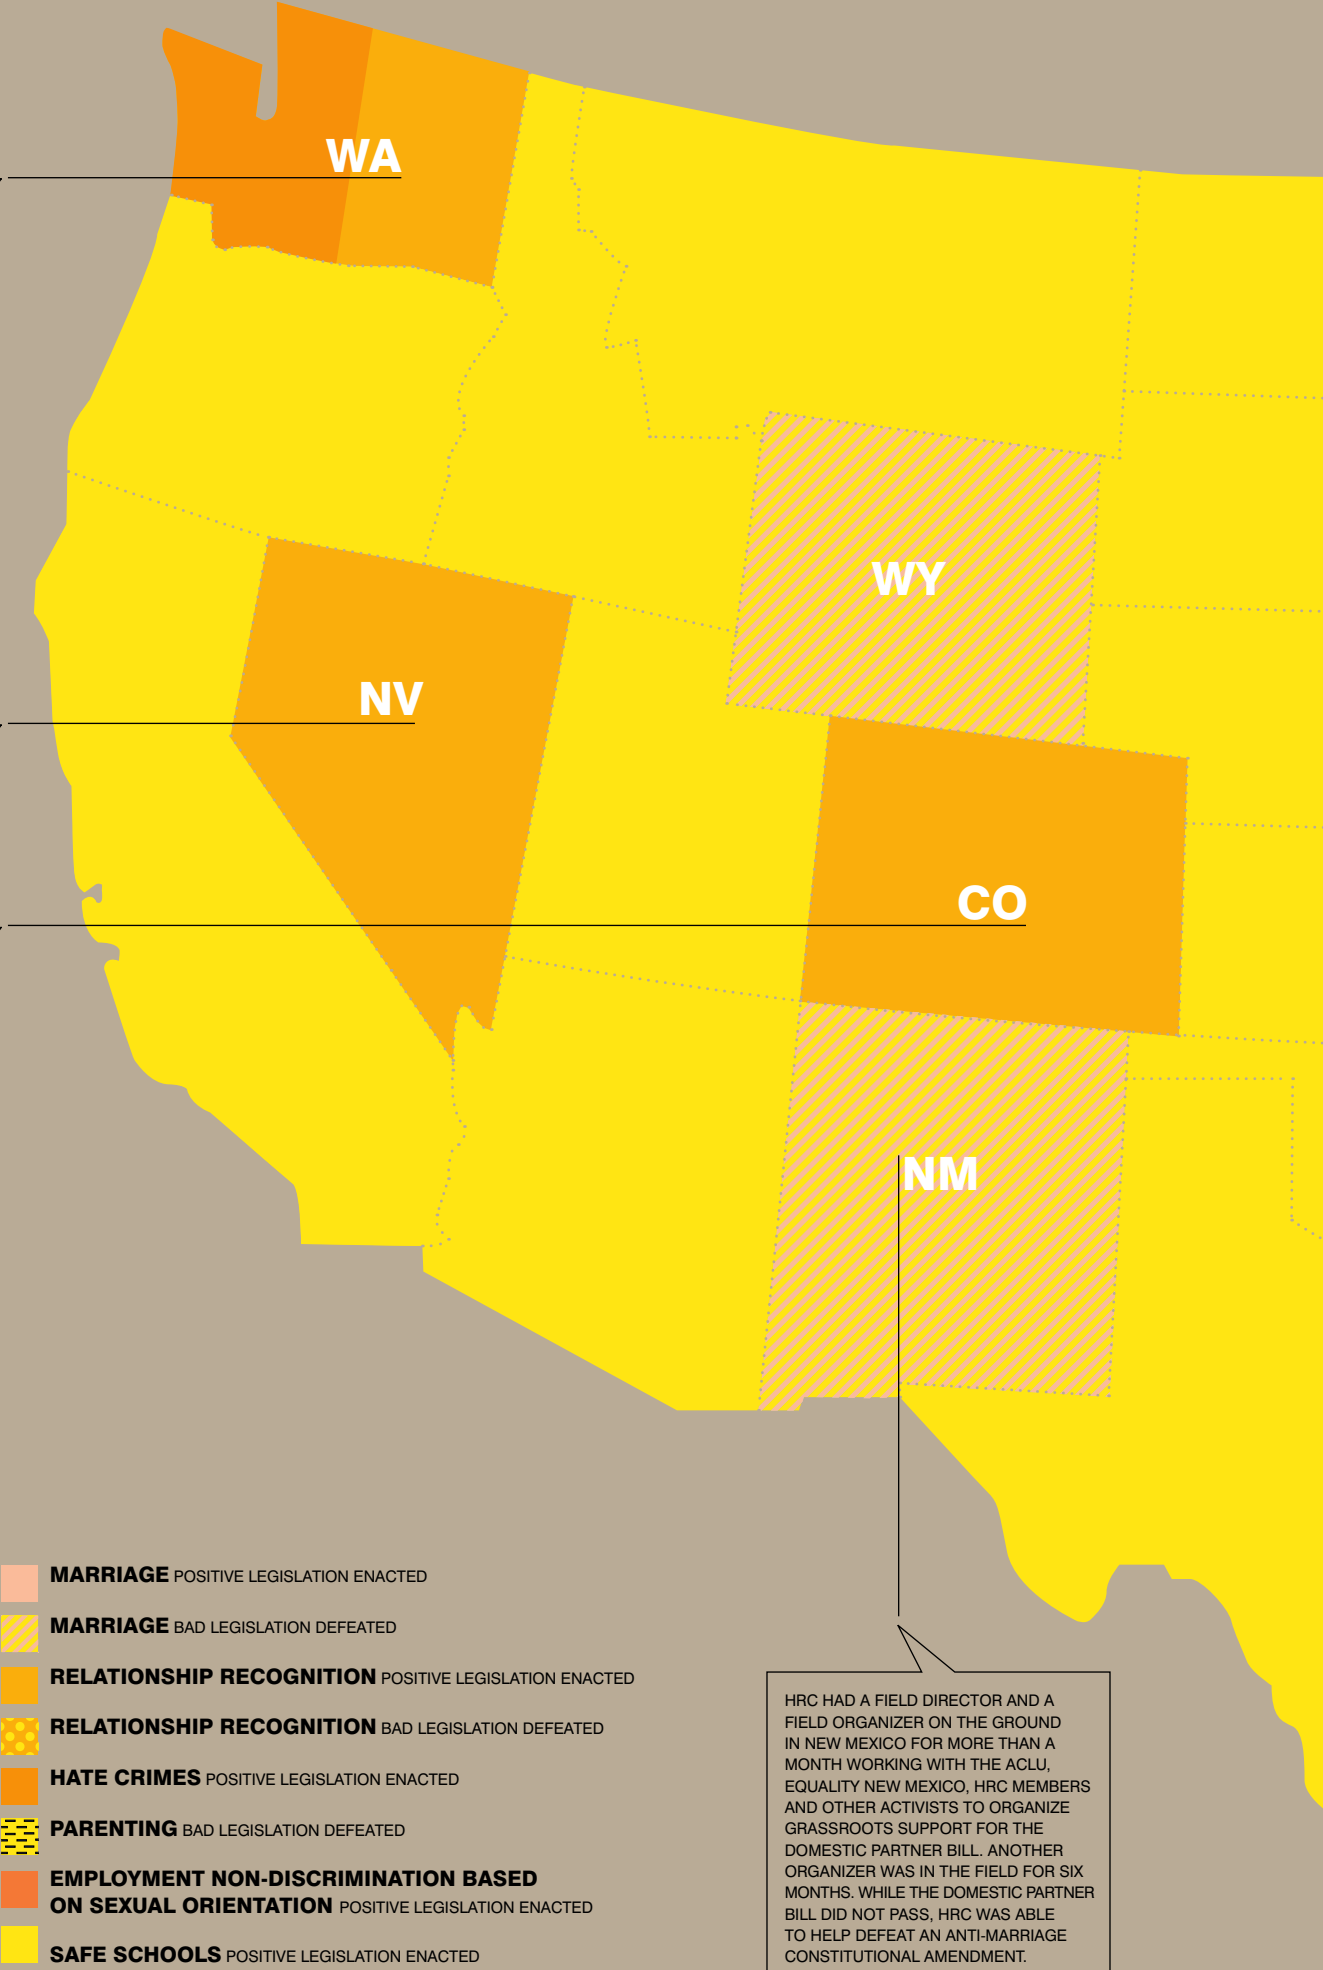 WA
WY
NV
CO
NM
MARRIAGE POSITIVE LEGISLATION ENACTED
MARRIAGE BAD LEGISLATION DEFEATED
RELATIONSHIP RECOGNITION POSITIVE LEGISLATION ENACTED
RELATIONSHIP RECOGNITION BAD LEGISLATION DEFEATED
HATE CRIMES POSITIVE LEGISLATION ENACTED
PARENTING BAD LEGISLATION DEFEATED
EMPLOYMENT NON-DISCRIMINATION BASED
ON SEXUAL ORIENTATION POSITIVE LEGISLATION ENACTED
SAFE SCHOOLS POSITIVE LEGISLATION ENACTED
HRC HAD A FIELD DIRECTOR AND A
FIELD ORGANIZER ON THE GROUND
IN NEW MEXICO FOR MORE THAN A
MONTH WORKING WITH THE ACLU,
EQUALITY NEW MEXICO, HRC MEMBERS
AND OTHER ACTIVISTS TO ORGANIZE
GRASSROOTS SUPPORT FOR THE
DOMESTIC PARTNER BILL. ANOTHER
ORGANIZER WAS IN THE FIELD FOR SIX
MONTHS. WHILE THE DOMESTIC PARTNER
BILL DID NOT PASS, HRC WAS ABLE
TO HELP DEFEAT AN ANTI-MARRIAGE
CONSTITUTIONAL AMENDMENT.